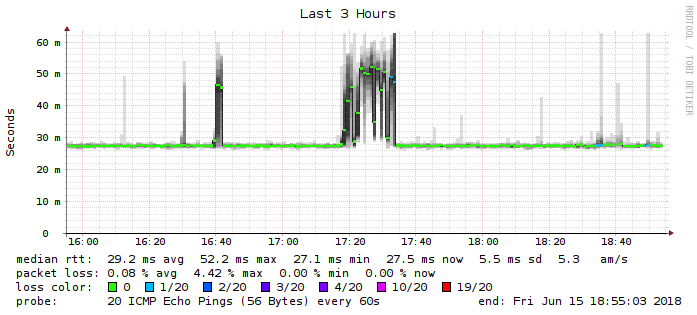 Last 3 Hours
RRDTOOL / TOBI OETIKER
Seconds
60 m
50 m
40 m
30 m
20 m
10 m
0
16:00 16:20 16:40 17:00 17:20 17:40 18:00 18:20 18:40
median rtt: 29.2 ms avg 52.2 ms max 27.1 ms min 27.5 ms now 5.5 ms sd 5.3 am/s
packet loss: 0.08 % avg 4.42 % max 0.00 % min 0.00 % now
loss color: 0 1/20 2/20 3/20 4/20 10/20 19/20
probe: 20 ICMP Echo Pings (56 Bytes) every 60s end: Fri Jun 15 18:55:03 2018